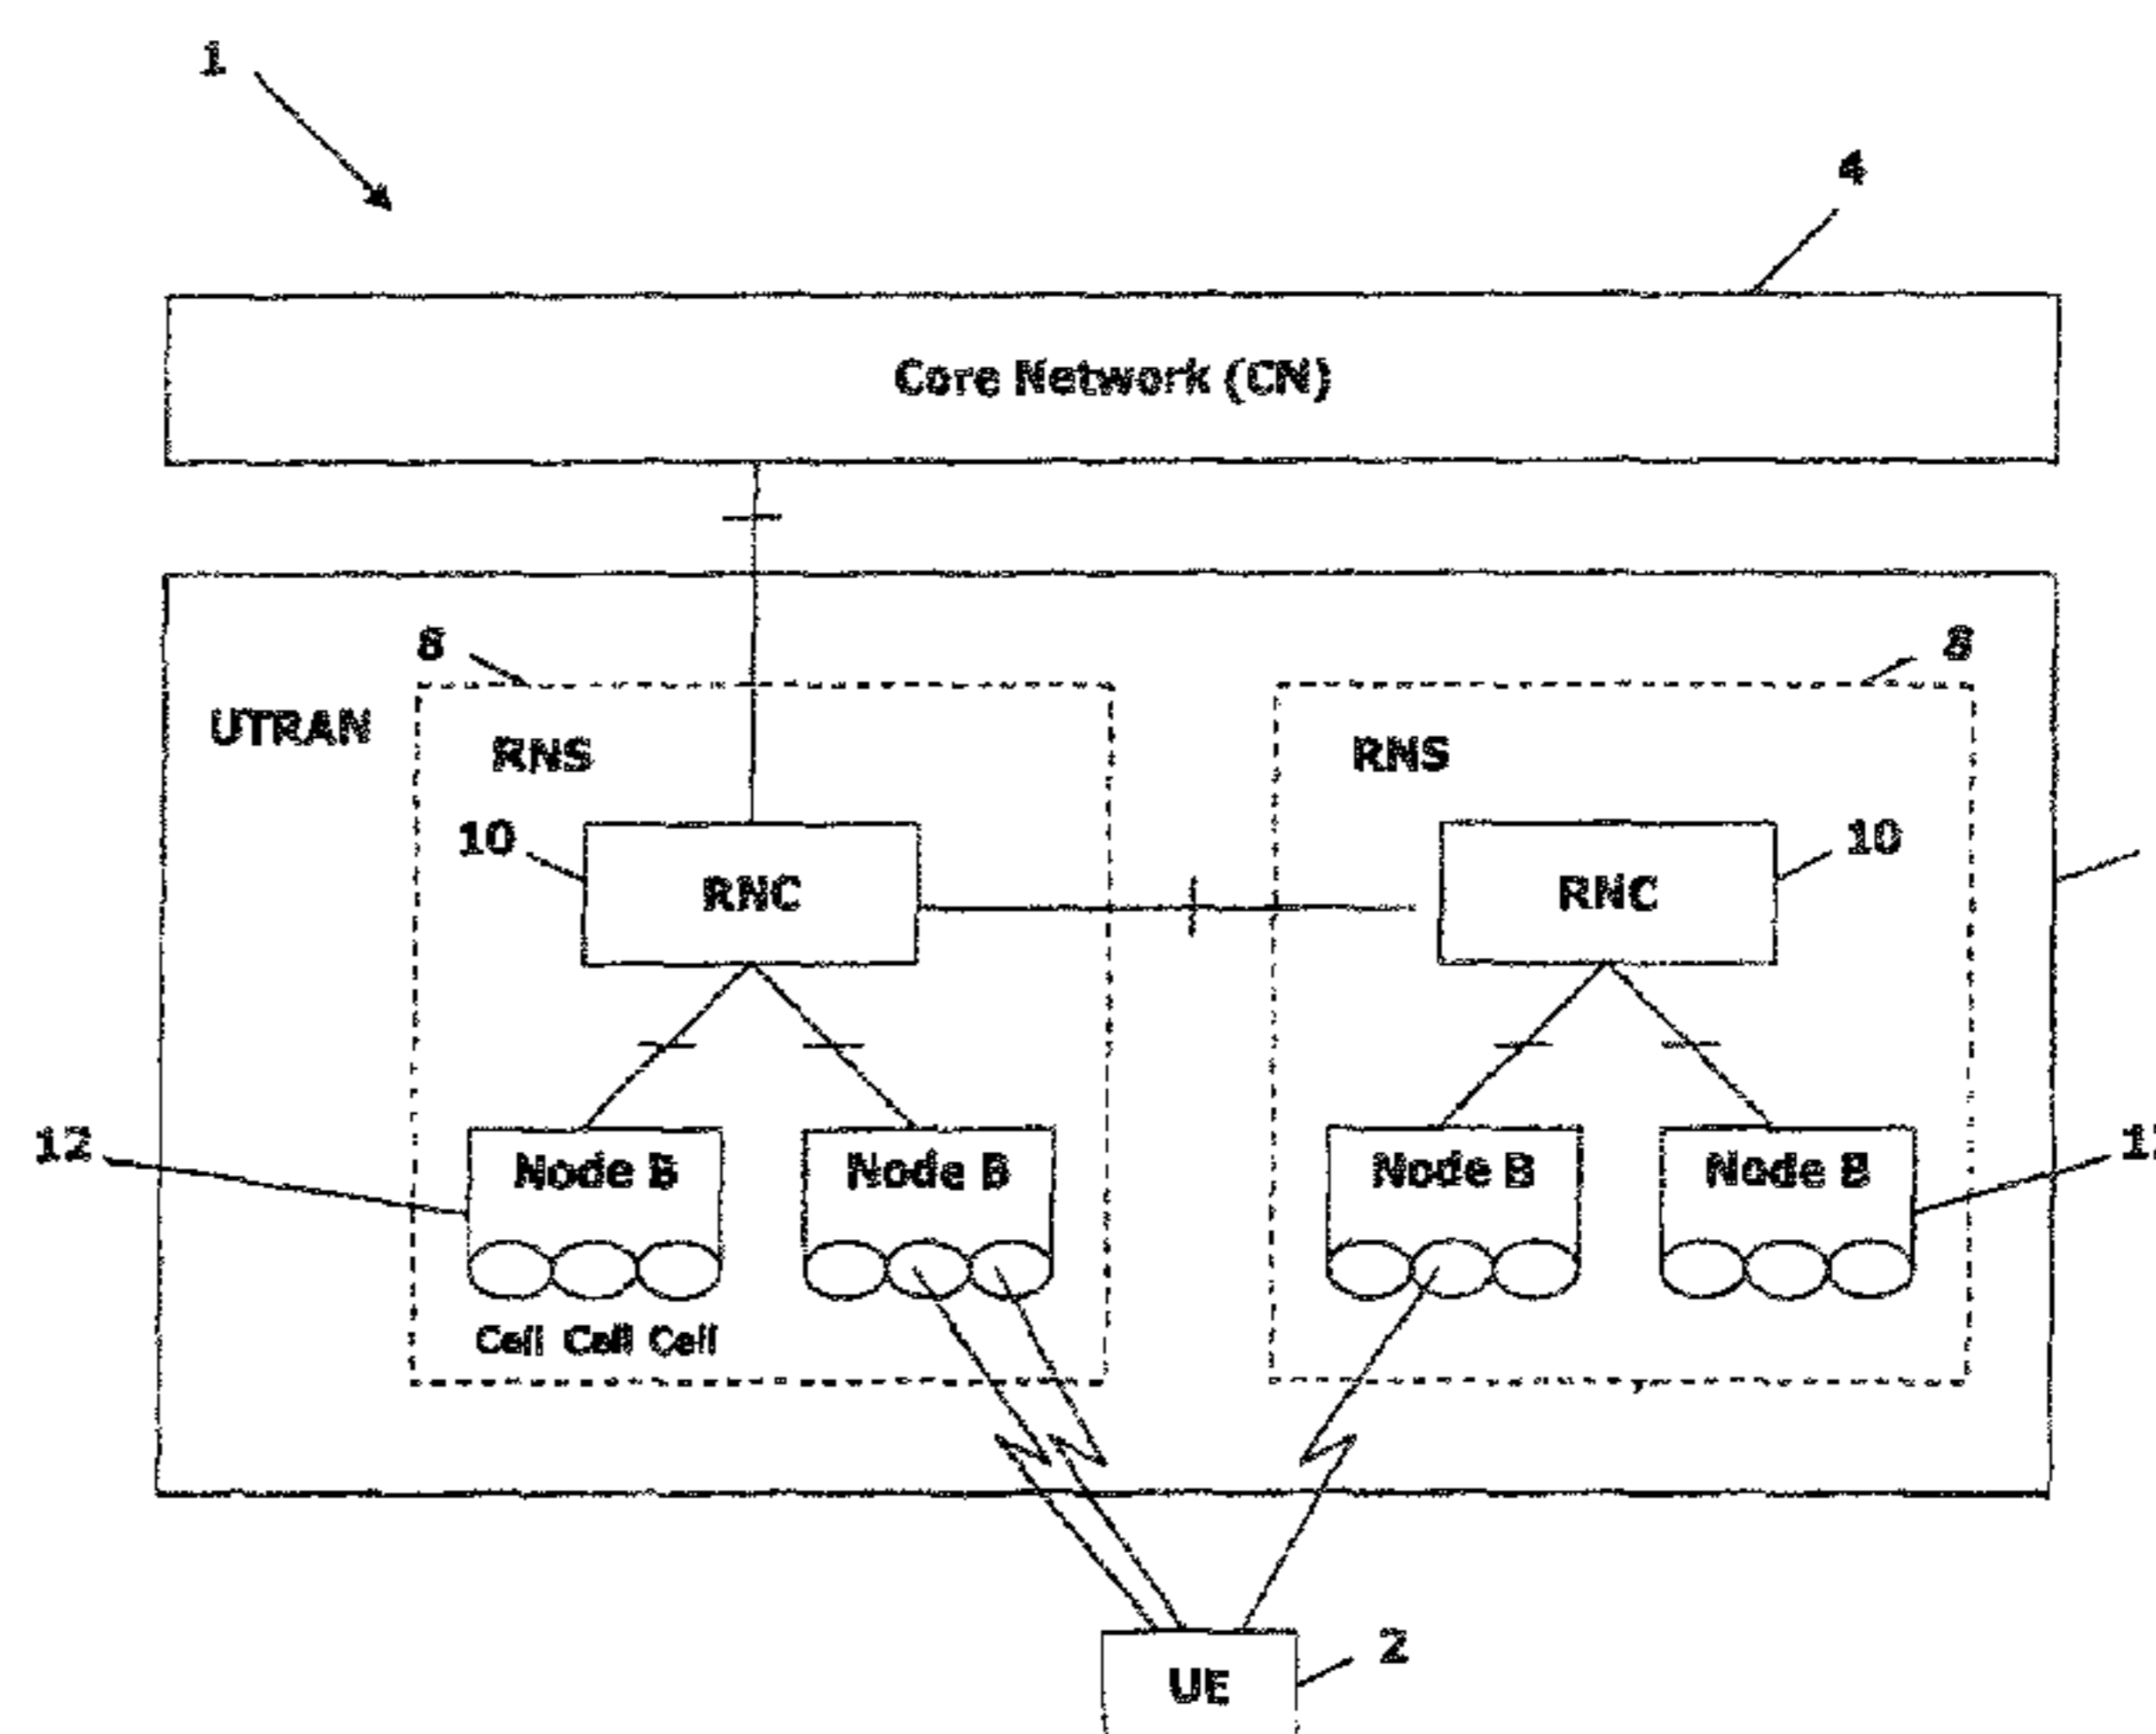 1
4
Core Network (CN)
8 8
UTRAN
RNS RNS
10 RNC RNC 10
12 Node B Node B Node B Node B
Cell Cell Cell
UE 2